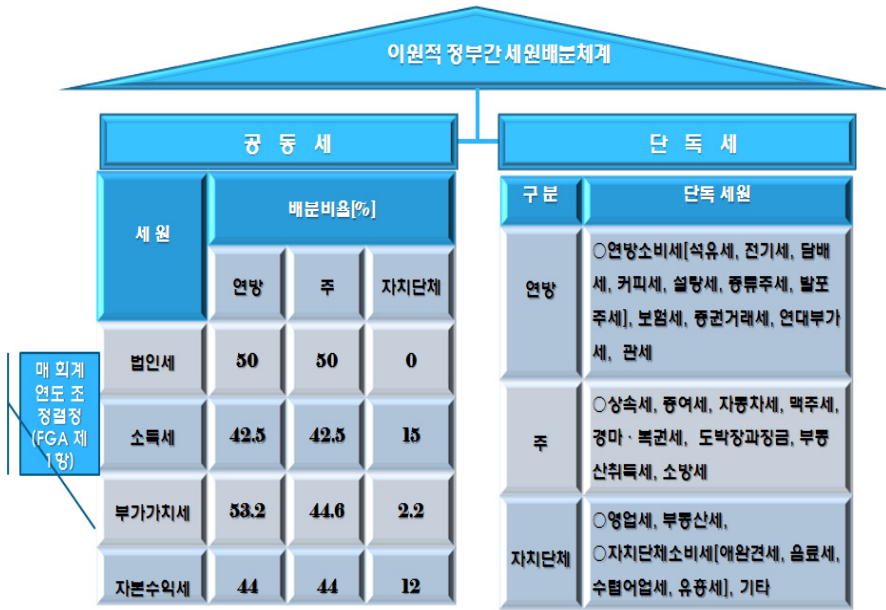 이원적 정부간 세원배분체계
공 동 세
세 원
배분비율[%]
연방
주
자치단체
법인세
50
50
0
소득세
42.5
42.5
15
부가가치세
53.2
44.6
2.2
자본수익세
44
44
12
매 회계
연도 조
정결정
(FGA 제
1항)
단 독 세
구 분
단독 세원
연방
○연방소비세[석유세, 전기세, 담배
세, 커피세, 설탕세, 증류주세, 발포
주세], 보험세, 증권거래세, 연대부가
세, 관세
주
○상속세, 증여세, 자동차세, 맥주세,
경마·복권세, 도박장과징금, 부동
산취득세, 소방세
자치단체
○영업세, 부동산세,
○자치단체소비세[애완견세, 음료세,
수렵어업세, 유흥세], 기타